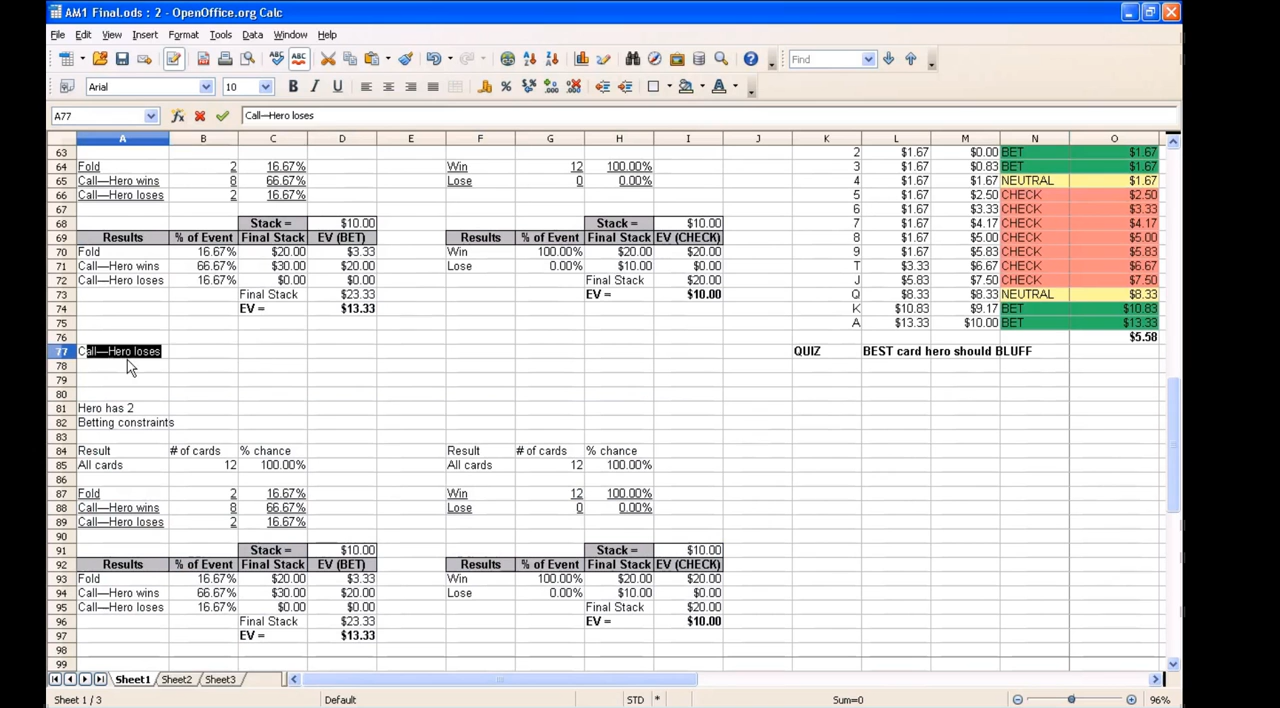 AM1 Final.ods : 2 - OpenOffice.org Calc
File Edit View Insert Format Tools Data Window Help
Find
Arial 10 B I U
A77 Call—Hero loses
A B C D E F G H I J K L M N O
63 2 $1.67 $0.00 BET $1.67
64 Fold 2 16.67% Win 12 100.00% 3 $1.67 $0.83 BET $1.67
65 Call—Hero wins 8 66.67% Lose 0 0.00% 4 $1.67 $1.67 NEUTRAL $1.67
66 Call—Hero loses 2 16.67% 5 $1.67 $2.50 CHECK $2.50
67 6 $1.67 $3.33 CHECK $3.33
68 Stack = $10.00 Stack = $10.00 7 $1.67 $4.17 CHECK $4.17
69 Results % of Event Final Stack EV (BET) Results % of Event Final Stack EV (CHECK) 8 $1.67 $5.00 CHECK $5.00
70 Fold 16.67% $20.00 $3.33 Win 100.00% $20.00 $20.00 9 $1.67 $5.83 CHECK $5.83
71 Call—Hero wins 66.67% $30.00 $20.00 Lose 0.00% $10.00 $0.00 T $3.33 $6.67 CHECK $6.67
72 Call—Hero loses 16.67% $0.00 $0.00 Final Stack $20.00 J $5.83 $7.50 CHECK $7.50
73 Final Stack $23.33 EV = $10.00 Q $8.33 $8.33 NEUTRAL $8.33
74 EV = $13.33 K $10.83 $9.17 BET $10.83
75 A $13.33 $10.00 BET $13.33
76 $5.58
77 Call—Hero loses QUIZ BEST card hero should BLUFF
78
79
80
81 Hero has 2
82 Betting constraints
83
84 Result # of cards % chance Result # of cards % chance
85 All cards 12 100.00% All cards 12 100.00%
86
87 Fold 2 16.67% Win 12 100.00%
88 Call—Hero wins 8 66.67% Lose 0 0.00%
89 Call—Hero loses 2 16.67%
90
91 Stack = $10.00 Stack = $10.00
92 Results % of Event Final Stack EV (BET) Results % of Event Final Stack EV (CHECK)
93 Fold 16.67% $20.00 $3.33 Win 100.00% $20.00 $20.00
94 Call—Hero wins 66.67% $30.00 $20.00 Lose 0.00% $10.00 $0.00
95 Call—Hero loses 16.67% $0.00 $0.00 Final Stack $20.00
96 Final Stack $23.33 EV = $10.00
97 EV = $13.33
98
99
Sheet1 Sheet2 Sheet3
Sheet 1 / 3 Default STD * Sum=0 96%